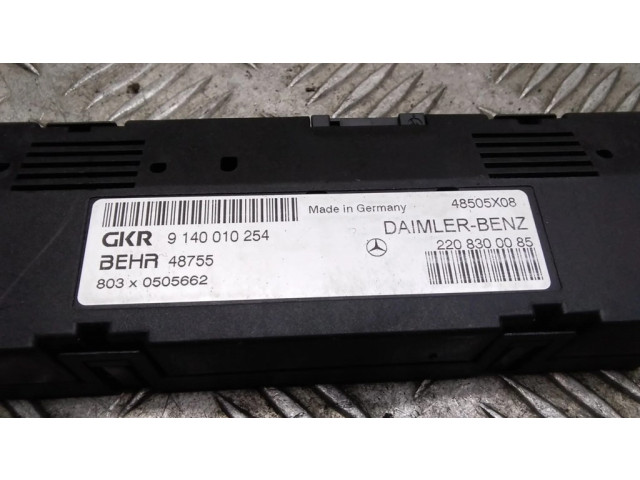 Made in Germany
48505X08
GKR 9 140 010 254
DAIMLER-BENZ
BEHR 48755
220 830 00 85
803 x 0505662